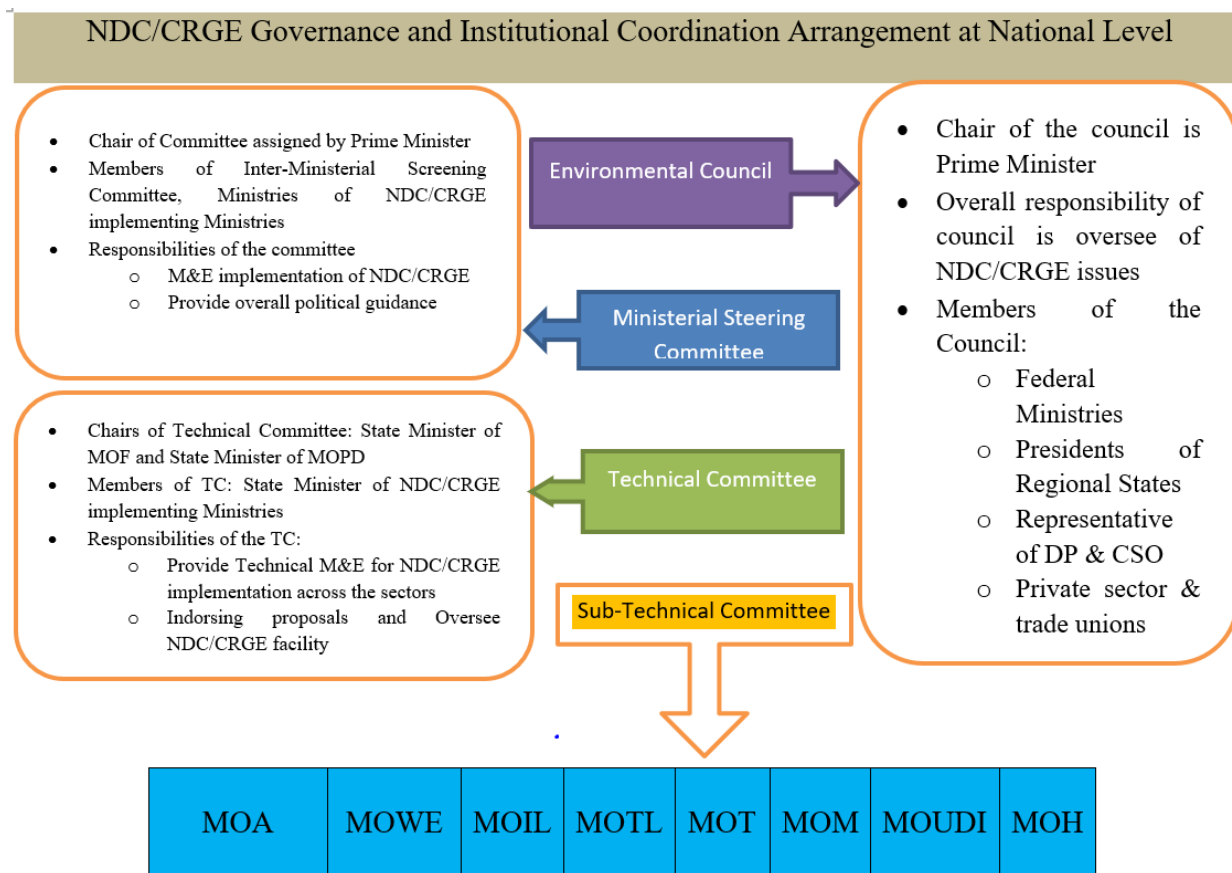 NDC/CRGE Governance and Institutional Coordination Arrangement at National Level
• Chair of Committee assigned by Prime Minister
• Members of Inter-Ministerial Screening
Committee, Ministries of NDC/CRGE
implementing Ministries
• Responsibilities of the committee
o M&E implementation of NDC/CRGE
o Provide overall political guidance
Environmental Council
Ministerial Steering
Committee
• Chair of the council is
Prime Minister
• Overall responsibility of
council is oversee of
NDC/CRGE issues
• Members of the
Council:
o Federal
Ministries
o Presidents of
Regional States
o Representative
of DP & CSO
o Private sector &
trade unions
• Chairs of Technical Committee: State Minister of
MOF and State Minister of MOPD
• Members of TC: State Minister of NDC/CRGE
implementing Ministries
• Responsibilities of the TC:
o Provide Technical M&E for NDC/CRGE
implementation across the sectors
o Indorsing proposals and Oversee
NDC/CRGE facility
Technical Committee
Sub-Technical Committee
MOA MOWE MOIL MOTL MOT MOM MOUDI MOH